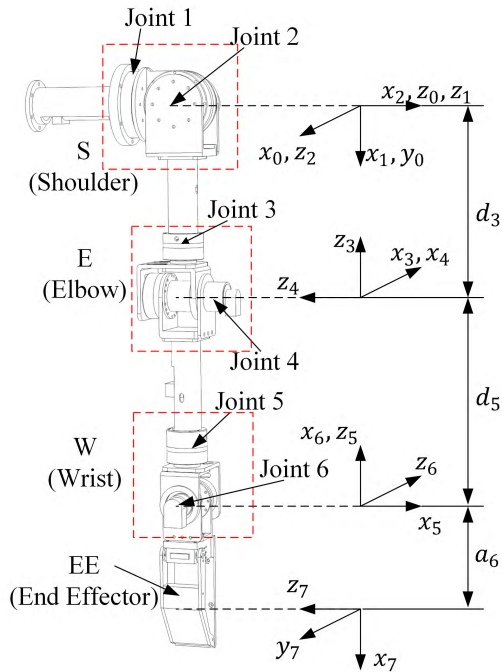 Joint 1
Joint 2
x₂, z₀, z₁
S
(Shoulder)
x₀, z₂
x₁, y₀
d₃
Joint 3
z₃
E
(Elbow)
x₃, x₄
z₄
Joint 4
d₅
Joint 5
W
(Wrist)
x₆, z₅
Joint 6
z₆
x₅
a₆
EE
(End Effector)
z₇
y₇
x₇